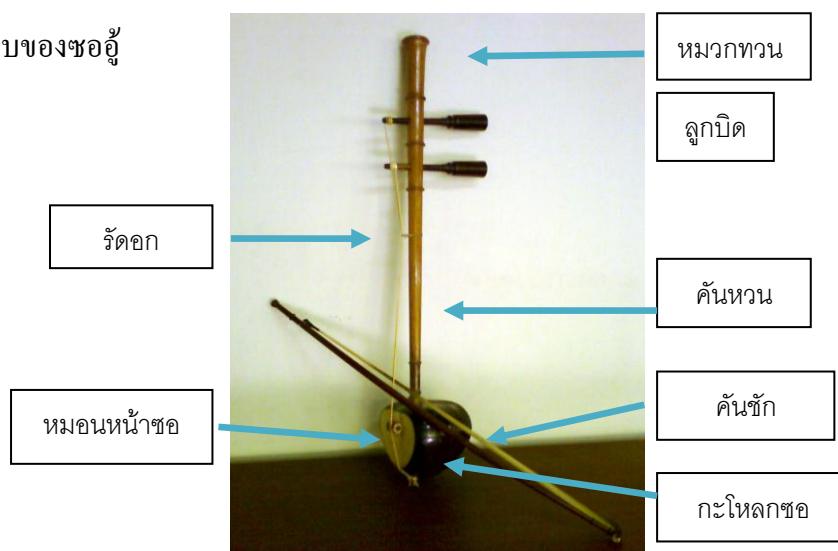 บของซออู้
หมวกทวน
ลูกบิด
รัดอก
คันหวน
หมอนหน้าซอ
คันชัก
กะโหลกซอ